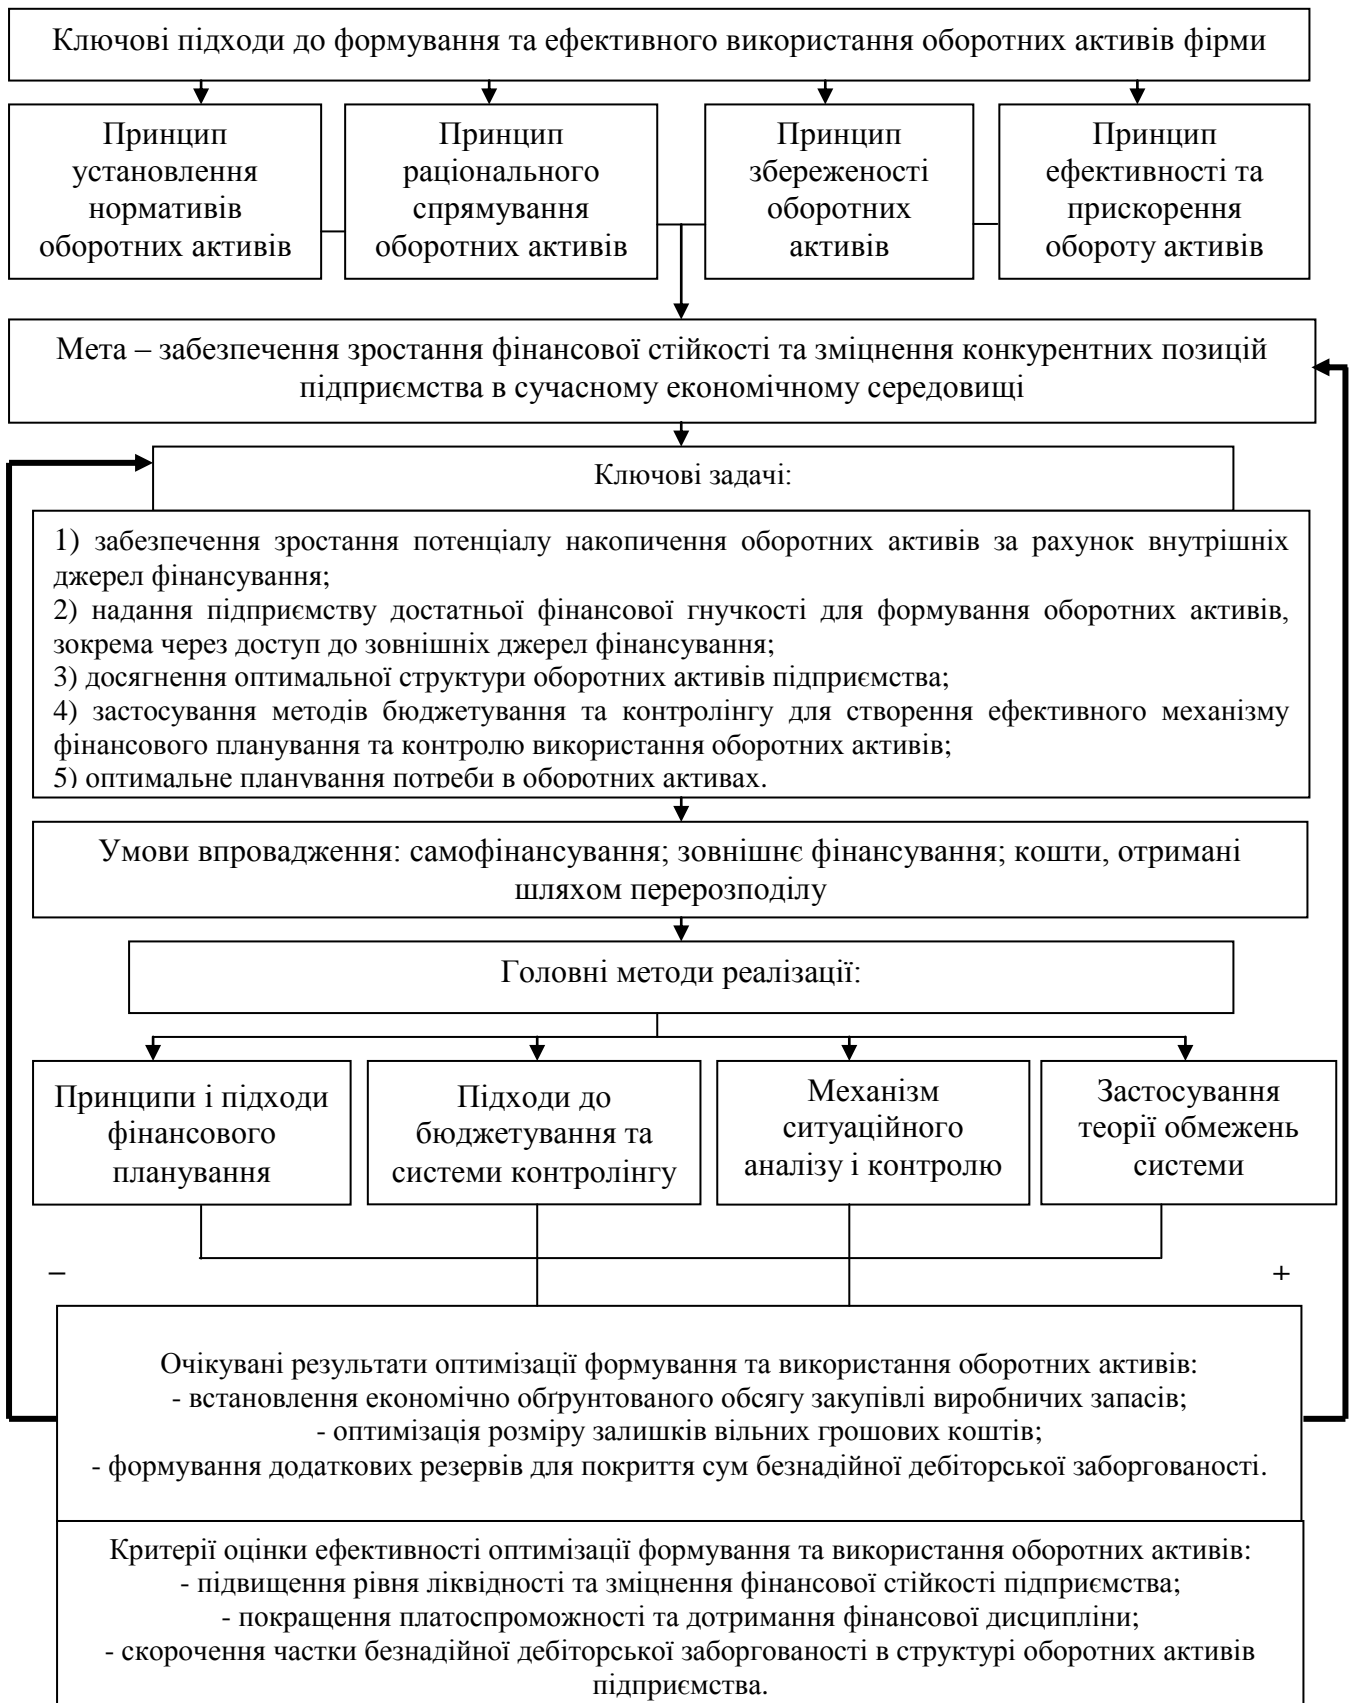 Ключові підходи до формування та ефективного використання оборотних активів фірми
Принцип
установлення
нормативів
оборотних активів
Принцип
раціонального
спрямування
оборотних активів
Принцип
збереженості
оборотних
активів
Принцип
ефективності та
прискорення
обороту активів
Мета – забезпечення зростання фінансової стійкості та зміцнення конкурентних позицій
підприємства в сучасному економічному середовищі
Ключові задачі:
1) забезпечення зростання потенціалу накопичення оборотних активів за рахунок внутрішніх
джерел фінансування;
2) надання підприємству достатньої фінансової гнучкості для формування оборотних активів,
зокрема через доступ до зовнішніх джерел фінансування;
3) досягнення оптимальної структури оборотних активів підприємства;
4) застосування методів бюджетування та контролінгу для створення ефективного механізму
фінансового планування та контролю використання оборотних активів;
5) оптимальне планування потреби в оборотних активах.
Умови впровадження: самофінансування; зовнішнє фінансування; кошти, отримані
шляхом перерозподілу
Головні методи реалізації:
Принципи і підходи
фінансового
планування
Підходи до
бюджетування та
системи контролінгу
Механізм
ситуаційного
аналізу і контролю
Застосування
теорії обмежень
системи
–
+
Очікувані результати оптимізації формування та використання оборотних активів:
- встановлення економічно обґрунтованого обсягу закупівлі виробничих запасів;
- оптимізація розміру залишків вільних грошових коштів;
- формування додаткових резервів для покриття сум безнадійної дебіторської заборгованості.
Критерії оцінки ефективності оптимізації формування та використання оборотних активів:
- підвищення рівня ліквідності та зміцнення фінансової стійкості підприємства;
- покращення платоспроможності та дотримання фінансової дисципліни;
- скорочення частки безнадійної дебіторської заборгованості в структурі оборотних активів
підприємства.